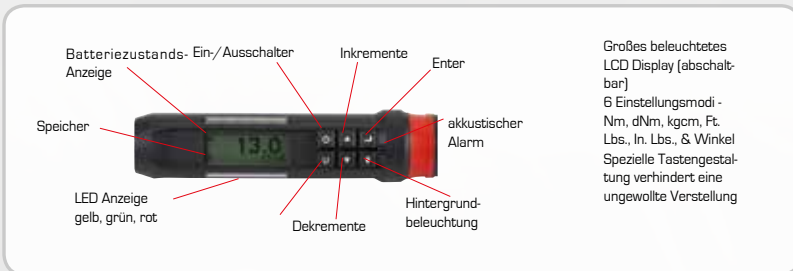 Batteriezustands-
Anzeige
Ein-/Ausschalter
Inkremente
Enter
Speicher
13.0
akkustischer
Alarm
LED Anzeige
gelb, grün, rot
Dekremente
Hintergrund-
beleuchtung
Großes beleuchtetes
LCD Display (abschalt-
bar)
6 Einstellungsmodi -
Nm, dNm, kgcm, Ft.
Lbs., In. Lbs., & Winkel
Spezielle Tastengestal-
tung verhindert eine
ungewollte Verstellung